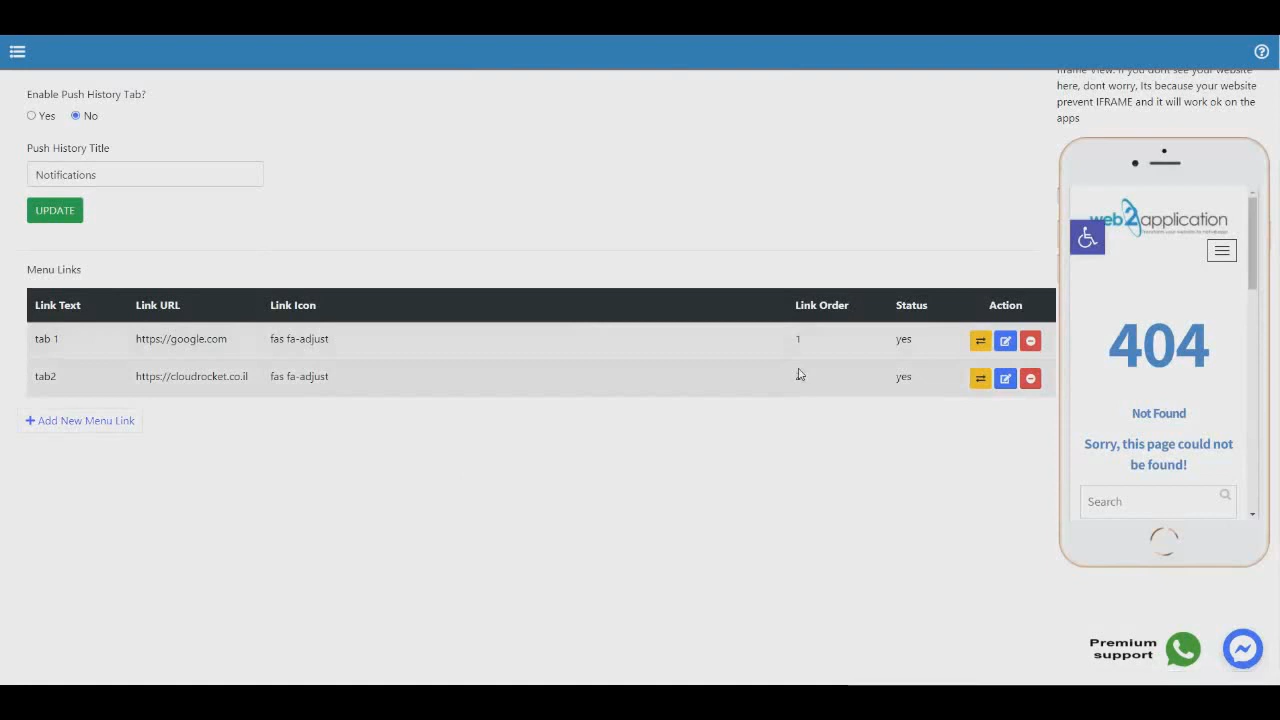 Enable Push History Tab?
Yes No
Push History Title
Notifications
UPDATE
Menu Links
Link Text Link URL Link Icon Link Order Status Action
tab 1 https://google.com fas fa-adjust 1 yes
tab2 https://cloudrocket.co.il fas fa-adjust yes
Add New Menu Link
Iframe View. If you dont see your website
here, dont worry, Its because your website
prevent IFRAME and it will work ok on the
apps
web2application
404
Not Found
Sorry, this page could not
be found!
Search
Premium
support